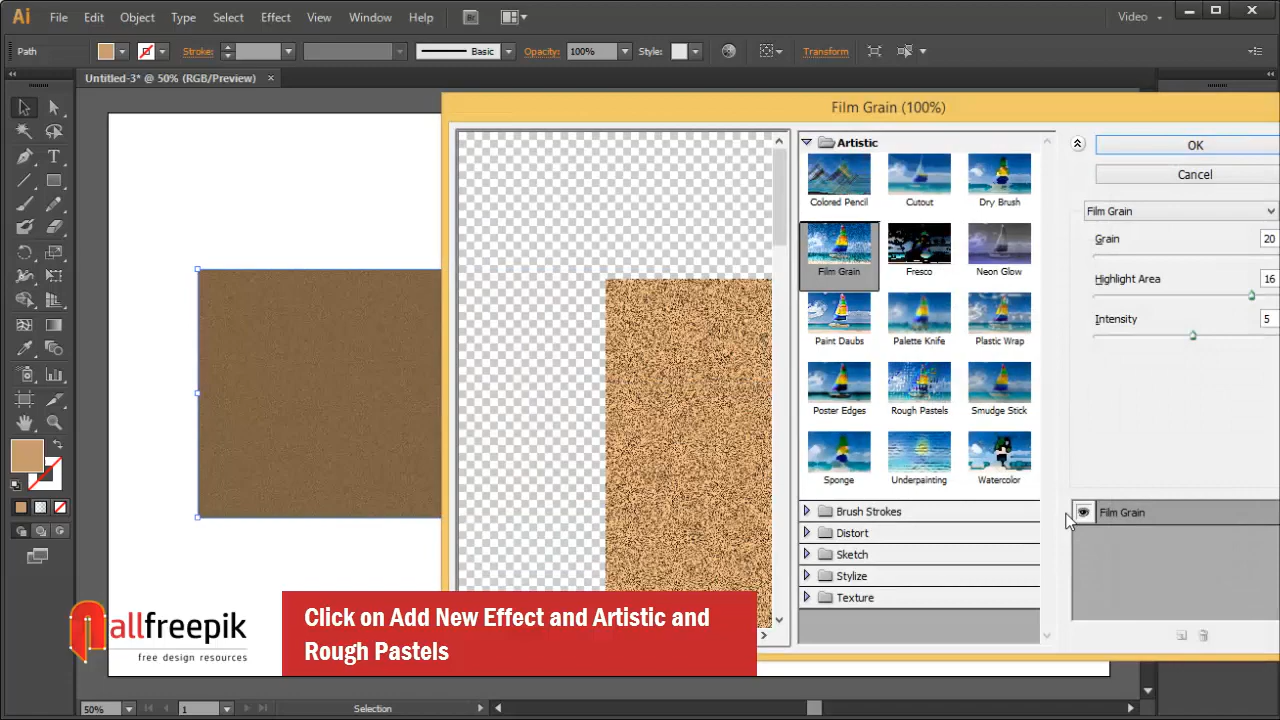 Ai File Edit Object Type Select Effect View Window Help Br Video
Path Stroke: Basic Opacity: 100% Style: Transform
Untitled-3* @ 50% (RGB/Preview)
Film Grain (100%)
Artistic
Colored Pencil Cutout Dry Brush
Film Grain Fresco Neon Glow
Paint Daubs Palette Knife Plastic Wrap
Poster Edges Rough Pastels Smudge Stick
Sponge Underpainting Watercolor
Brush Strokes
Distort
Sketch
Stylize
Texture
OK
Cancel
Film Grain
Grain 20
Highlight Area 16
Intensity 5
Film Grain
T
allfreepik
free design resources
Click on Add New Effect and Artistic and
Rough Pastels
50% 1 Selection